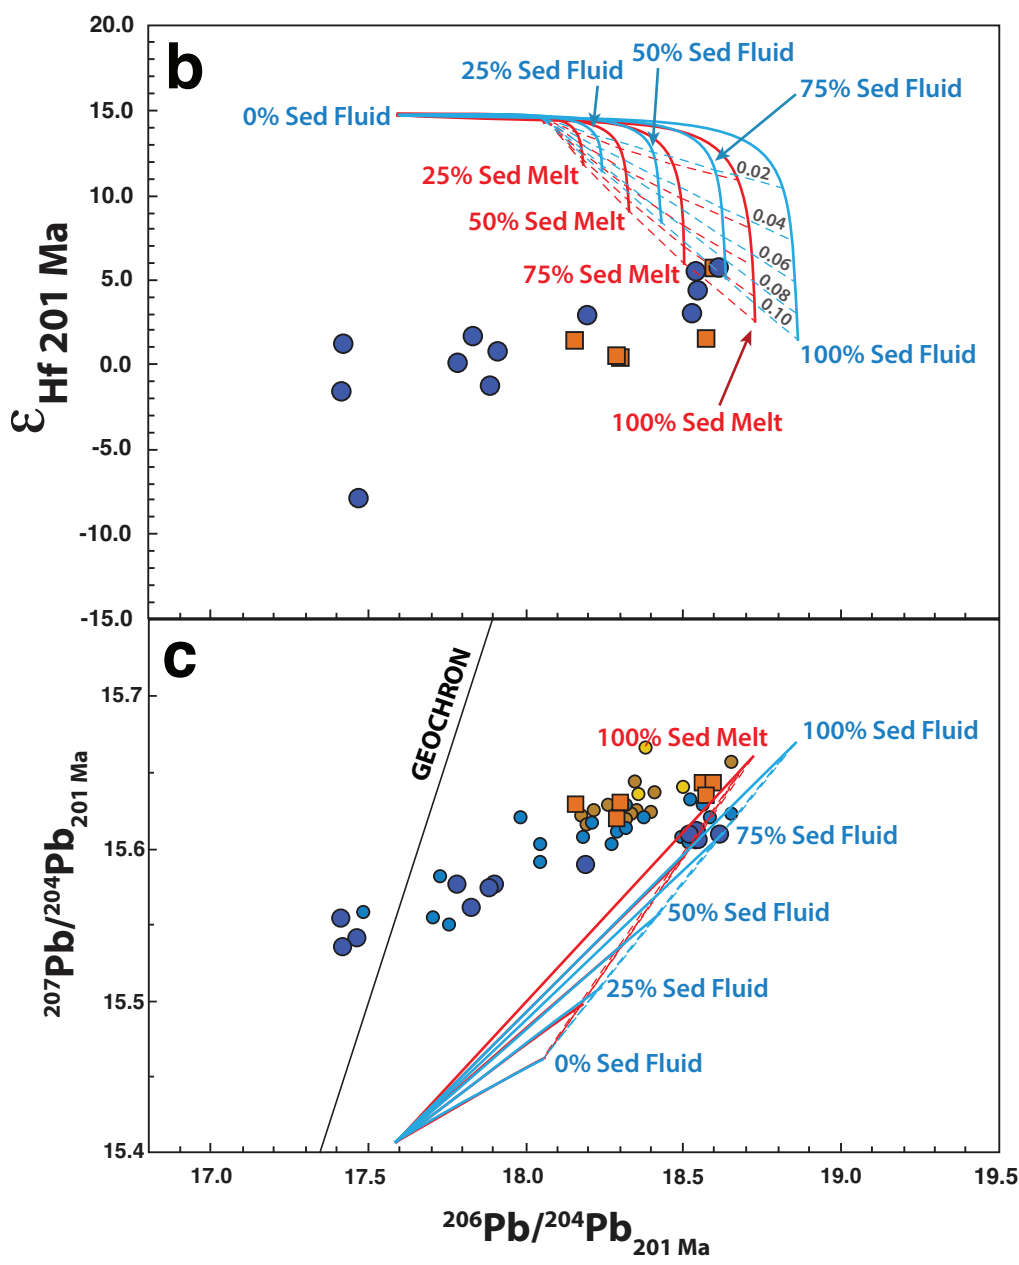 20.0
15.0
10.0
5.0
0.0
-5.0
-10.0
-15.0
εHf 201 Ma
b
50% Sed Fluid
25% Sed Fluid
75% Sed Fluid
0% Sed Fluid
25% Sed Melt
50% Sed Melt
75% Sed Melt
0.02
0.04
0.06
0.08
0.10
100% Sed Fluid
100% Sed Melt
c
GEOCHRON
15.7
15.6
15.5
15.4
207Pb/204Pb201 Ma
100% Sed Melt
100% Sed Fluid
75% Sed Fluid
50% Sed Fluid
25% Sed Fluid
0% Sed Fluid
17.0 17.5 18.0 18.5 19.0 19.5
206Pb/204Pb201 Ma